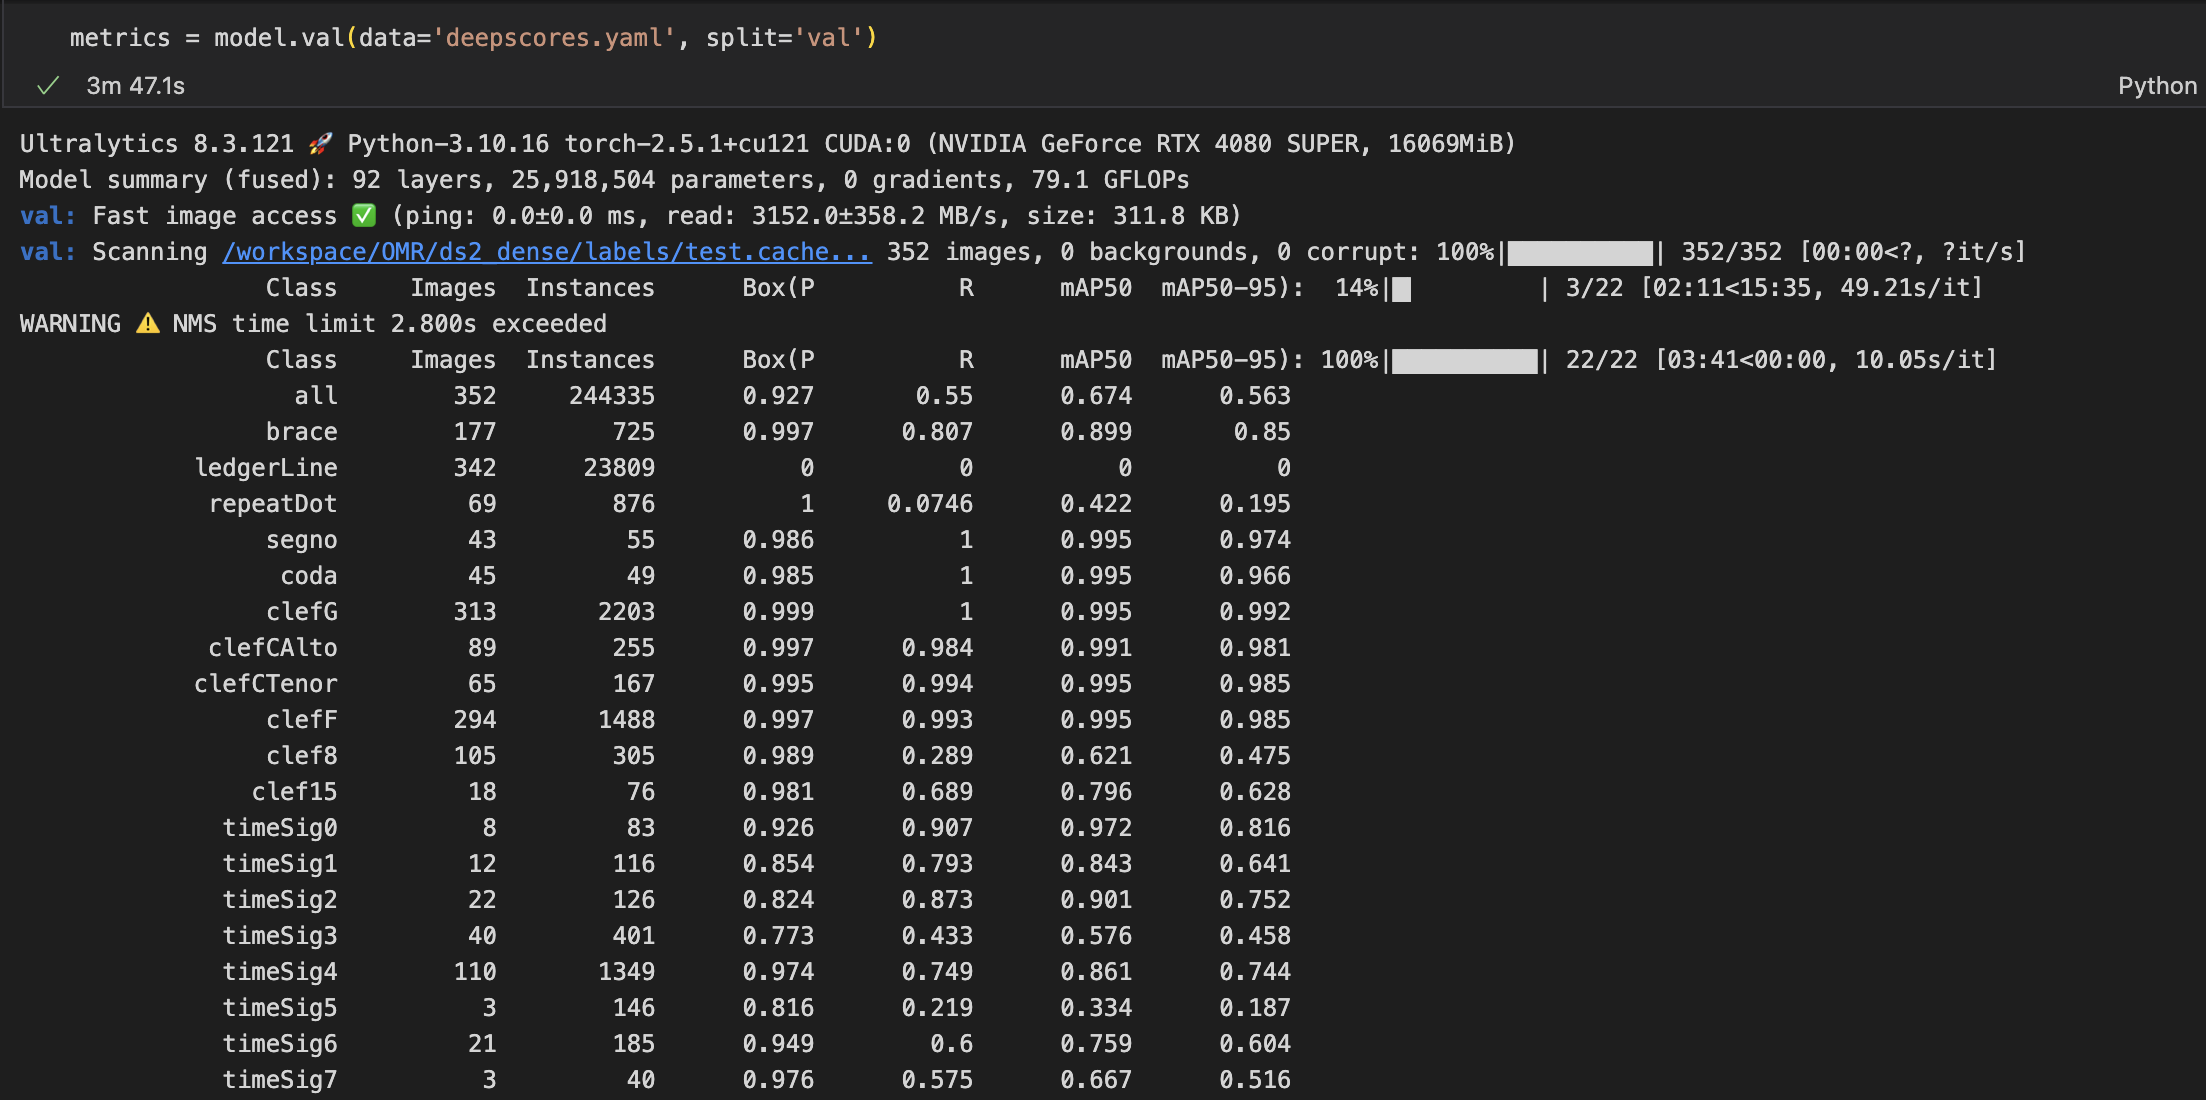 metrics = model.val(data='deepscores.yaml', split='val')
✓ 3m 47.1s Python
Ultralytics 8.3.121 🚀 Python-3.10.16 torch-2.5.1+cu121 CUDA:0 (NVIDIA GeForce RTX 4080 SUPER, 16069MiB)
Model summary (fused): 92 layers, 25,918,504 parameters, 0 gradients, 79.1 GFLOPs
val: Fast image access ✅ (ping: 0.0±0.0 ms, read: 3152.0±358.2 MB/s, size: 311.8 KB)
val: Scanning /workspace/OMR/ds2_dense/labels/test.cache... 352 images, 0 backgrounds, 0 corrupt: 100%|██████████| 352/352 [00:00<?, ?it/s]
Class Images Instances Box(P R mAP50 mAP50-95): 14%|█▎ | 3/22 [02:11<15:35, 49.21s/it]
WARNING ⚠️ NMS time limit 2.800s exceeded
Class Images Instances Box(P R mAP50 mAP50-95): 100%|██████████| 22/22 [03:41<00:00, 10.05s/it]
all 352 244335 0.927 0.55 0.674 0.563
brace 177 725 0.997 0.807 0.899 0.85
ledgerLine 342 23809 0 0 0 0
repeatDot 69 876 1 0.0746 0.422 0.195
segno 43 55 0.986 1 0.995 0.974
coda 45 49 0.985 1 0.995 0.966
clefG 313 2203 0.999 1 0.995 0.992
clefCAlto 89 255 0.997 0.984 0.991 0.981
clefCTenor 65 167 0.995 0.994 0.995 0.985
clefF 294 1488 0.997 0.993 0.995 0.985
clef8 105 305 0.989 0.289 0.621 0.475
clef15 18 76 0.981 0.689 0.796 0.628
timeSig0 8 83 0.926 0.907 0.972 0.816
timeSig1 12 116 0.854 0.793 0.843 0.641
timeSig2 22 126 0.824 0.873 0.901 0.752
timeSig3 40 401 0.773 0.433 0.576 0.458
timeSig4 110 1349 0.974 0.749 0.861 0.744
timeSig5 3 146 0.816 0.219 0.334 0.187
timeSig6 21 185 0.949 0.6 0.759 0.604
timeSig7 3 40 0.976 0.575 0.667 0.516